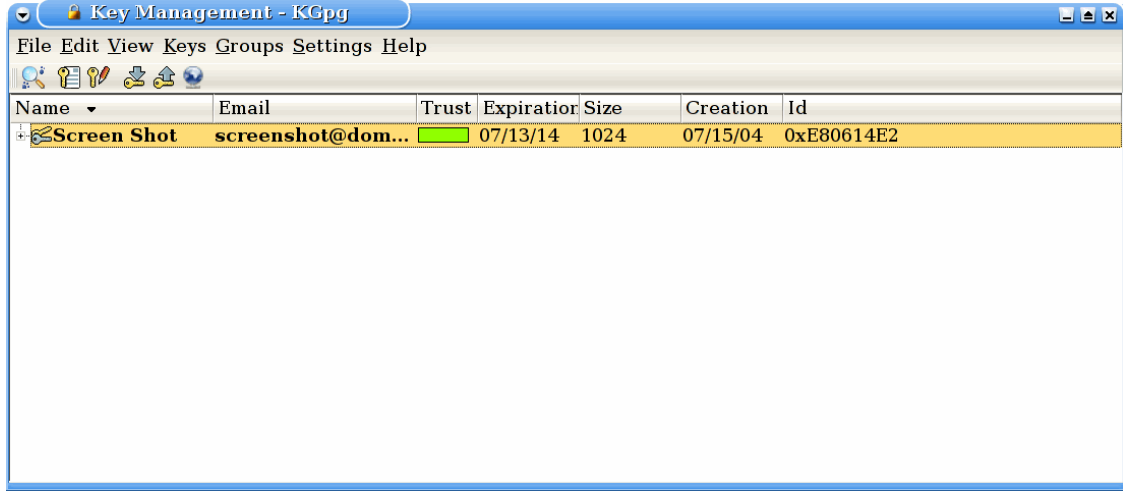 Key Management - KGpg
File Edit View Keys Groups Settings Help
Name Email Trust Expiration Size Creation Id
Screen Shot screenshot@dom... 07/13/14 1024 07/15/04 0xE80614E2